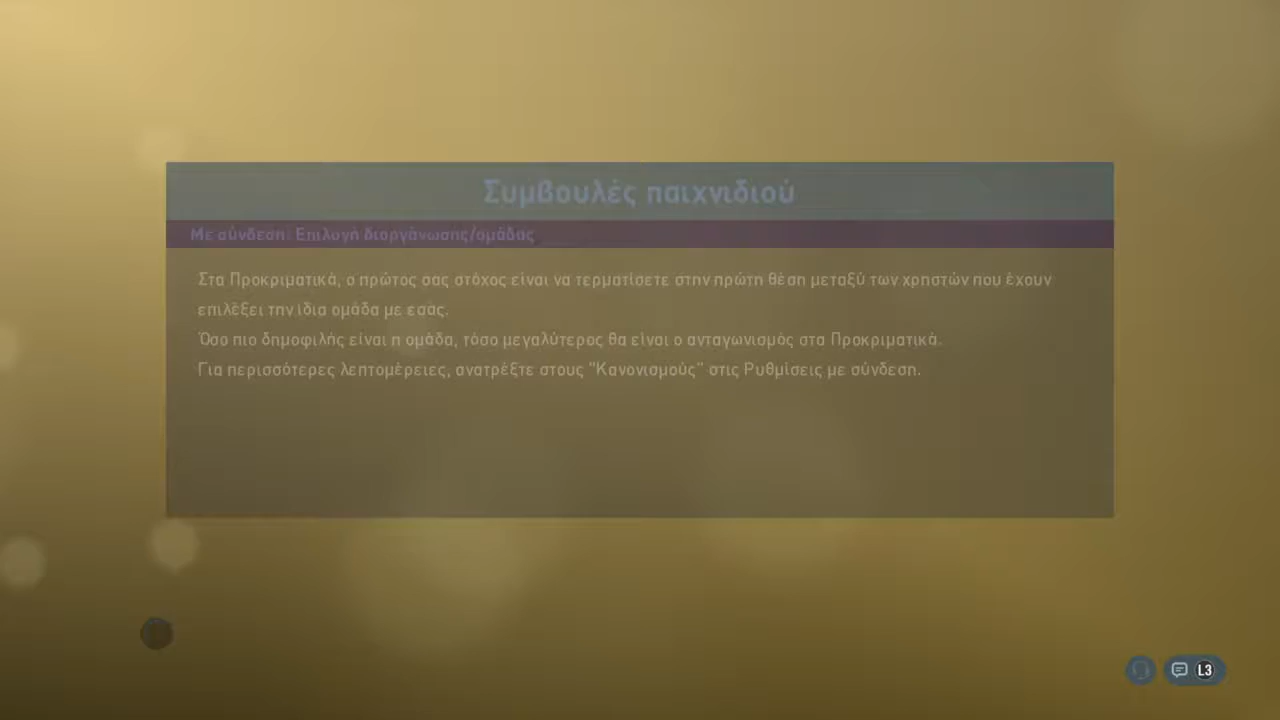 Συμβουλές παιχνιδιού
Με σύνδεση: Επιλογή διοργάνωσης/ομάδας
Στα Προκριματικά, ο πρώτος σας στόχος είναι να τερματίσετε στην πρώτη θέση μεταξύ των χρηστών που έχουν
επιλέξει την ίδια ομάδα με εσάς.
Όσο πιο δημοφιλής είναι η ομάδα, τόσο μεγαλύτερος θα είναι ο ανταγωνισμός στα Προκριματικά.
Για περισσότερες λεπτομέρειες, ανατρέξτε στους "Κανονισμούς" στις Ρυθμίσεις με σύνδεση.
L3